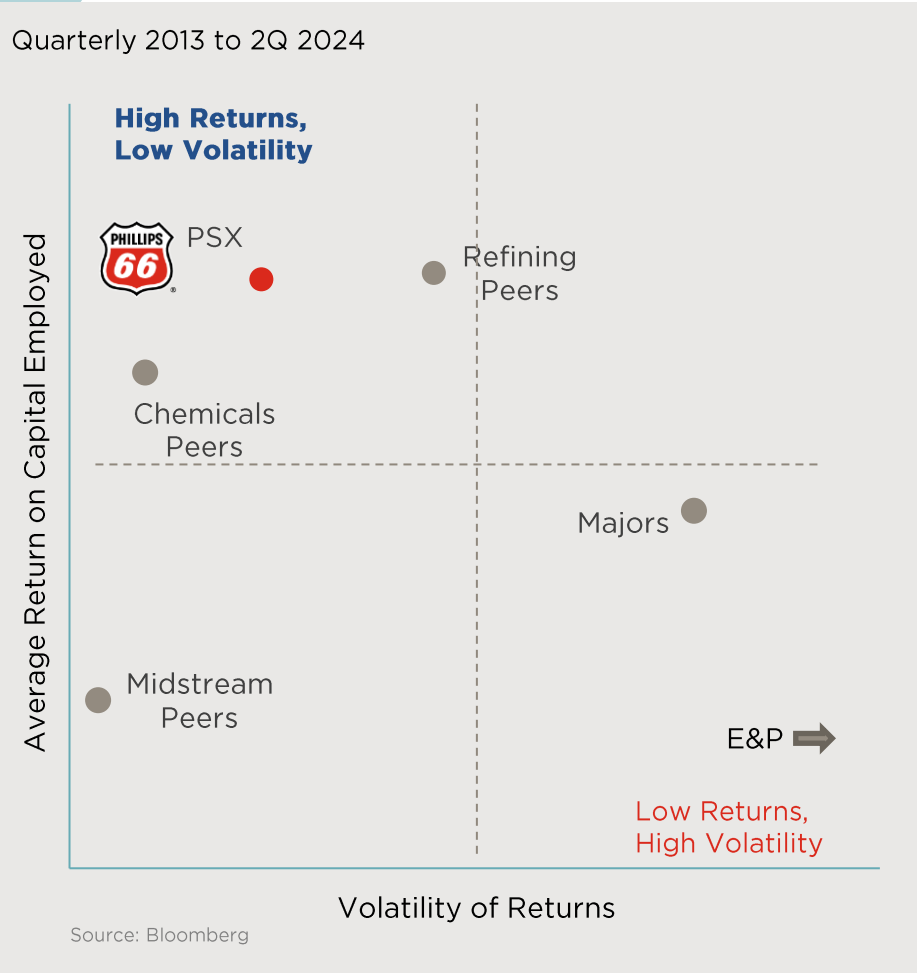 Quarterly 2013 to 2Q 2024
High Returns,
Low Volatility
PHILLIPS
66
®
PSX
Refining
Peers
Chemicals
Peers
Majors
Midstream
Peers
E&P
Low Returns,
High Volatility
Average Return on Capital Employed
Volatility of Returns
Source: Bloomberg